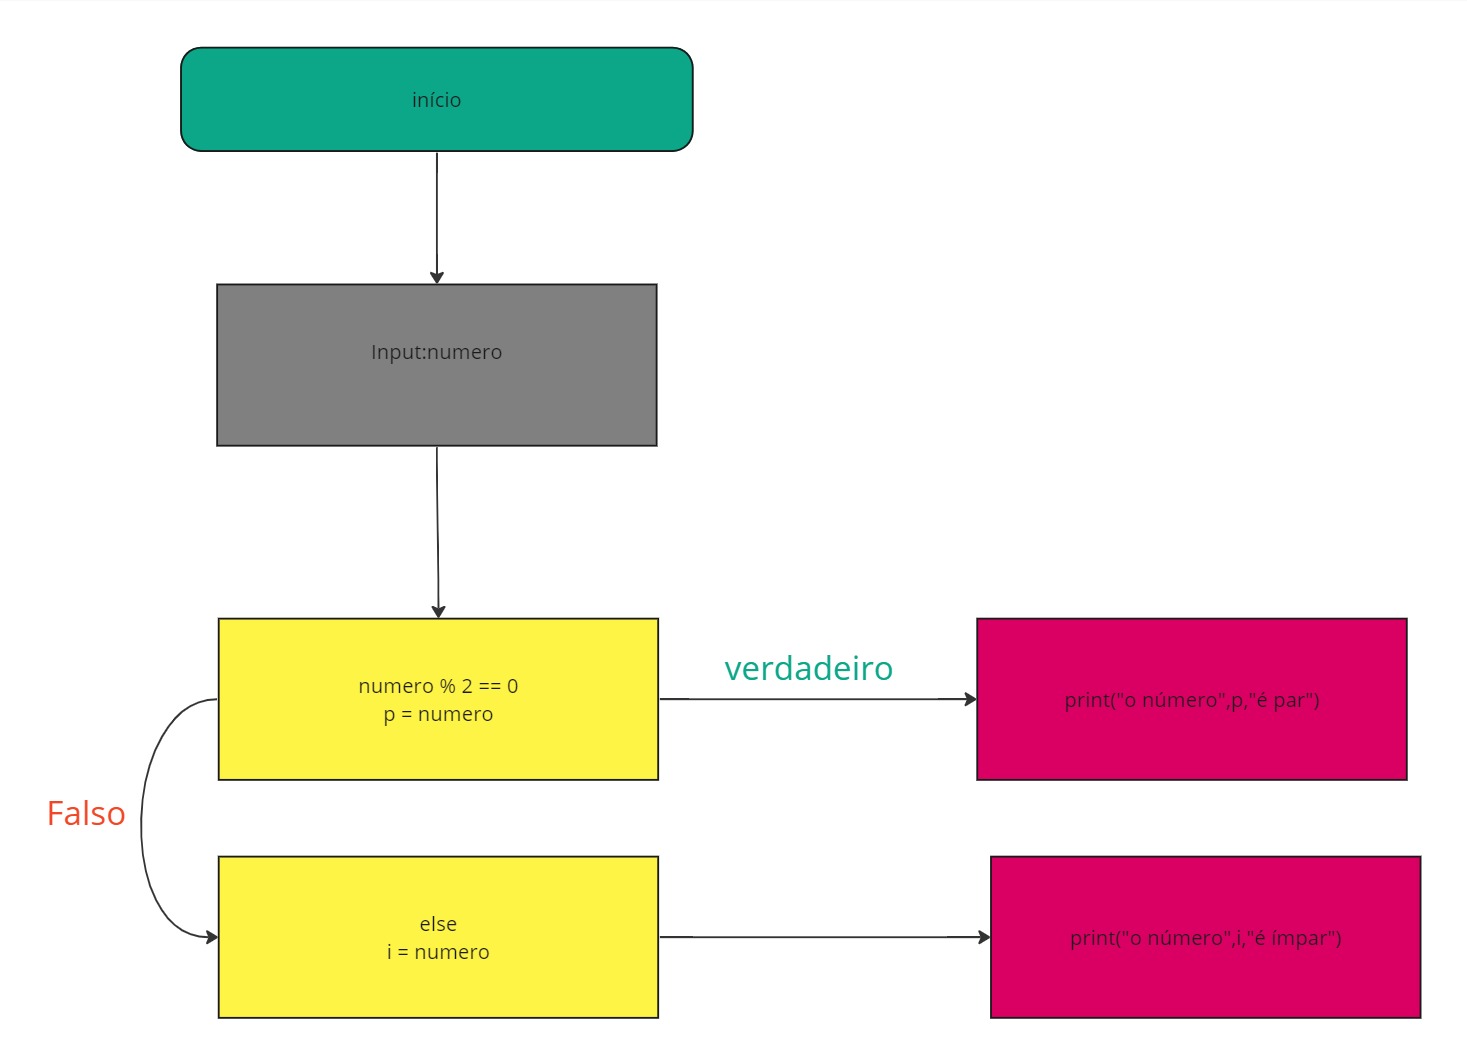 início
Input:numero
numero % 2 == 0
p = numero
verdadeiro
print("o número",p,"é par")
Falso
else
i = numero
print("o número",i,"é ímpar")